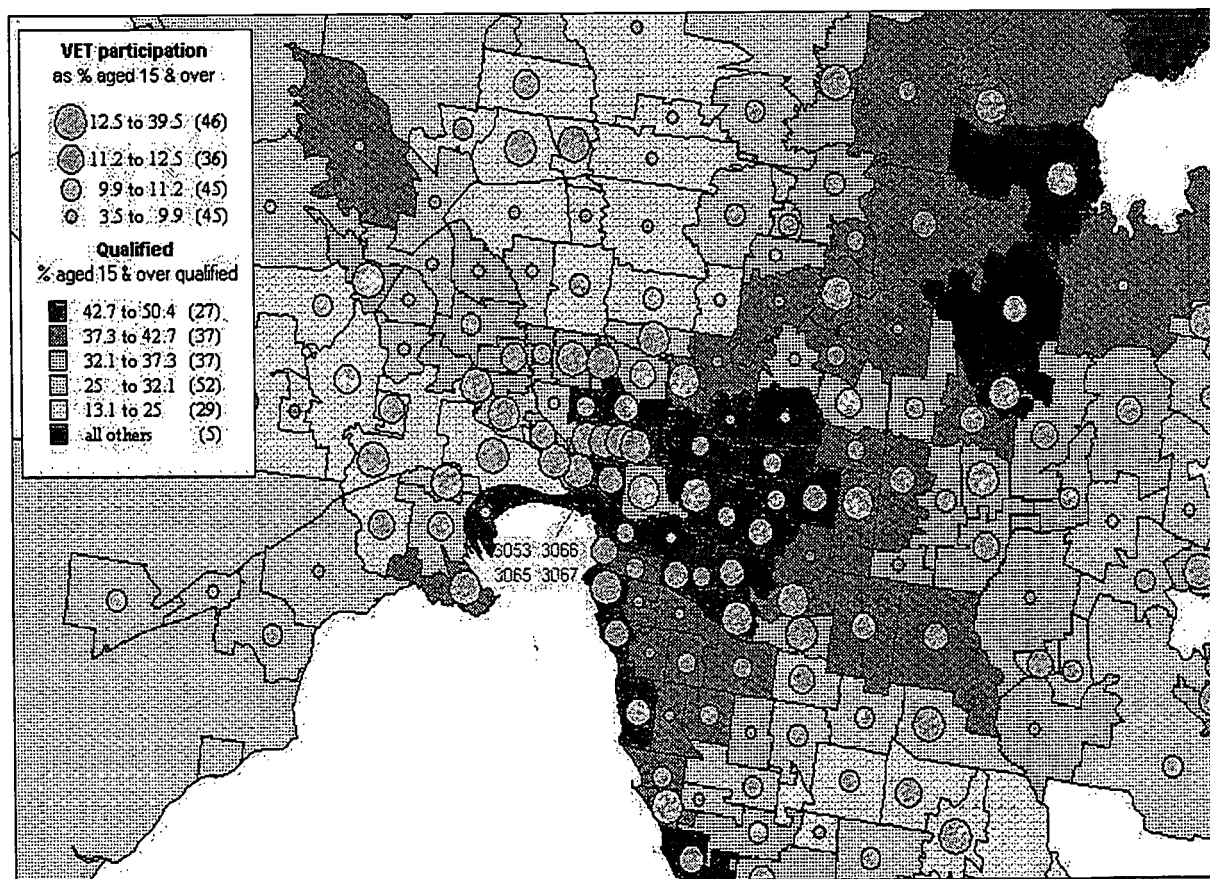 VET participation
as % aged 15 & over
12.5 to 39.5 (46)
11.2 to 12.5 (36)
9.9 to 11.2 (45)
3.5 to 9.9 (45)
Qualified
% aged 15 & over qualified
42.7 to 50.4 (27)
37.3 to 42.7 (37)
32.1 to 37.3 (37)
25 to 32.1 (52)
13.1 to 25 (29)
all others (5)
3053 3066
3065 3067